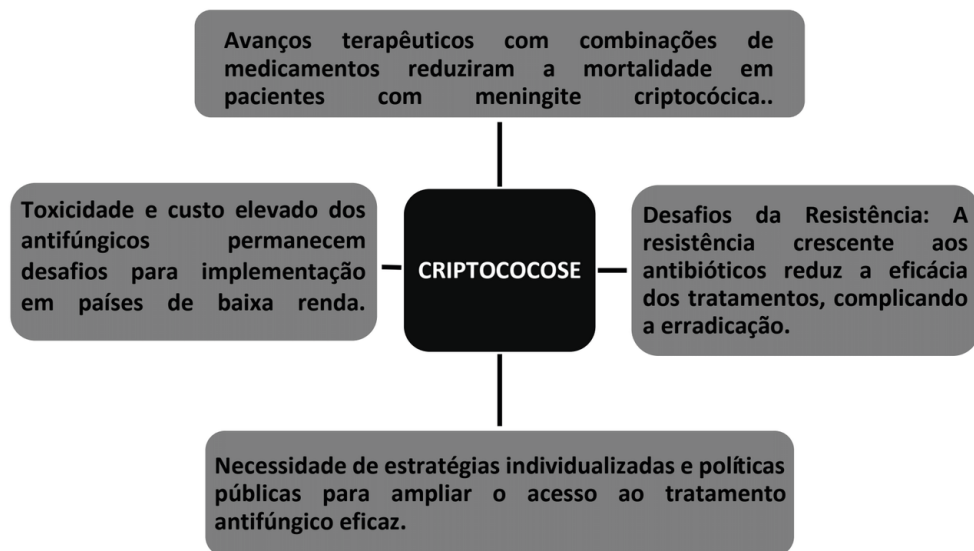 Avanços terapêuticos com combinações de
medicamentos reduziram a mortalidade em
pacientes com meningite criptocócica..
Toxicidade e custo elevado dos
antifúngicos permanecem
desafios para implementação
em países de baixa renda.
CRIPTOCOCOSE
Desafios da Resistência: A
resistência crescente aos
antibióticos reduz a eficácia
dos tratamentos, complicando
a erradicação.
Necessidade de estratégias individualizadas e políticas
públicas para ampliar o acesso ao tratamento
antifúngico eficaz.